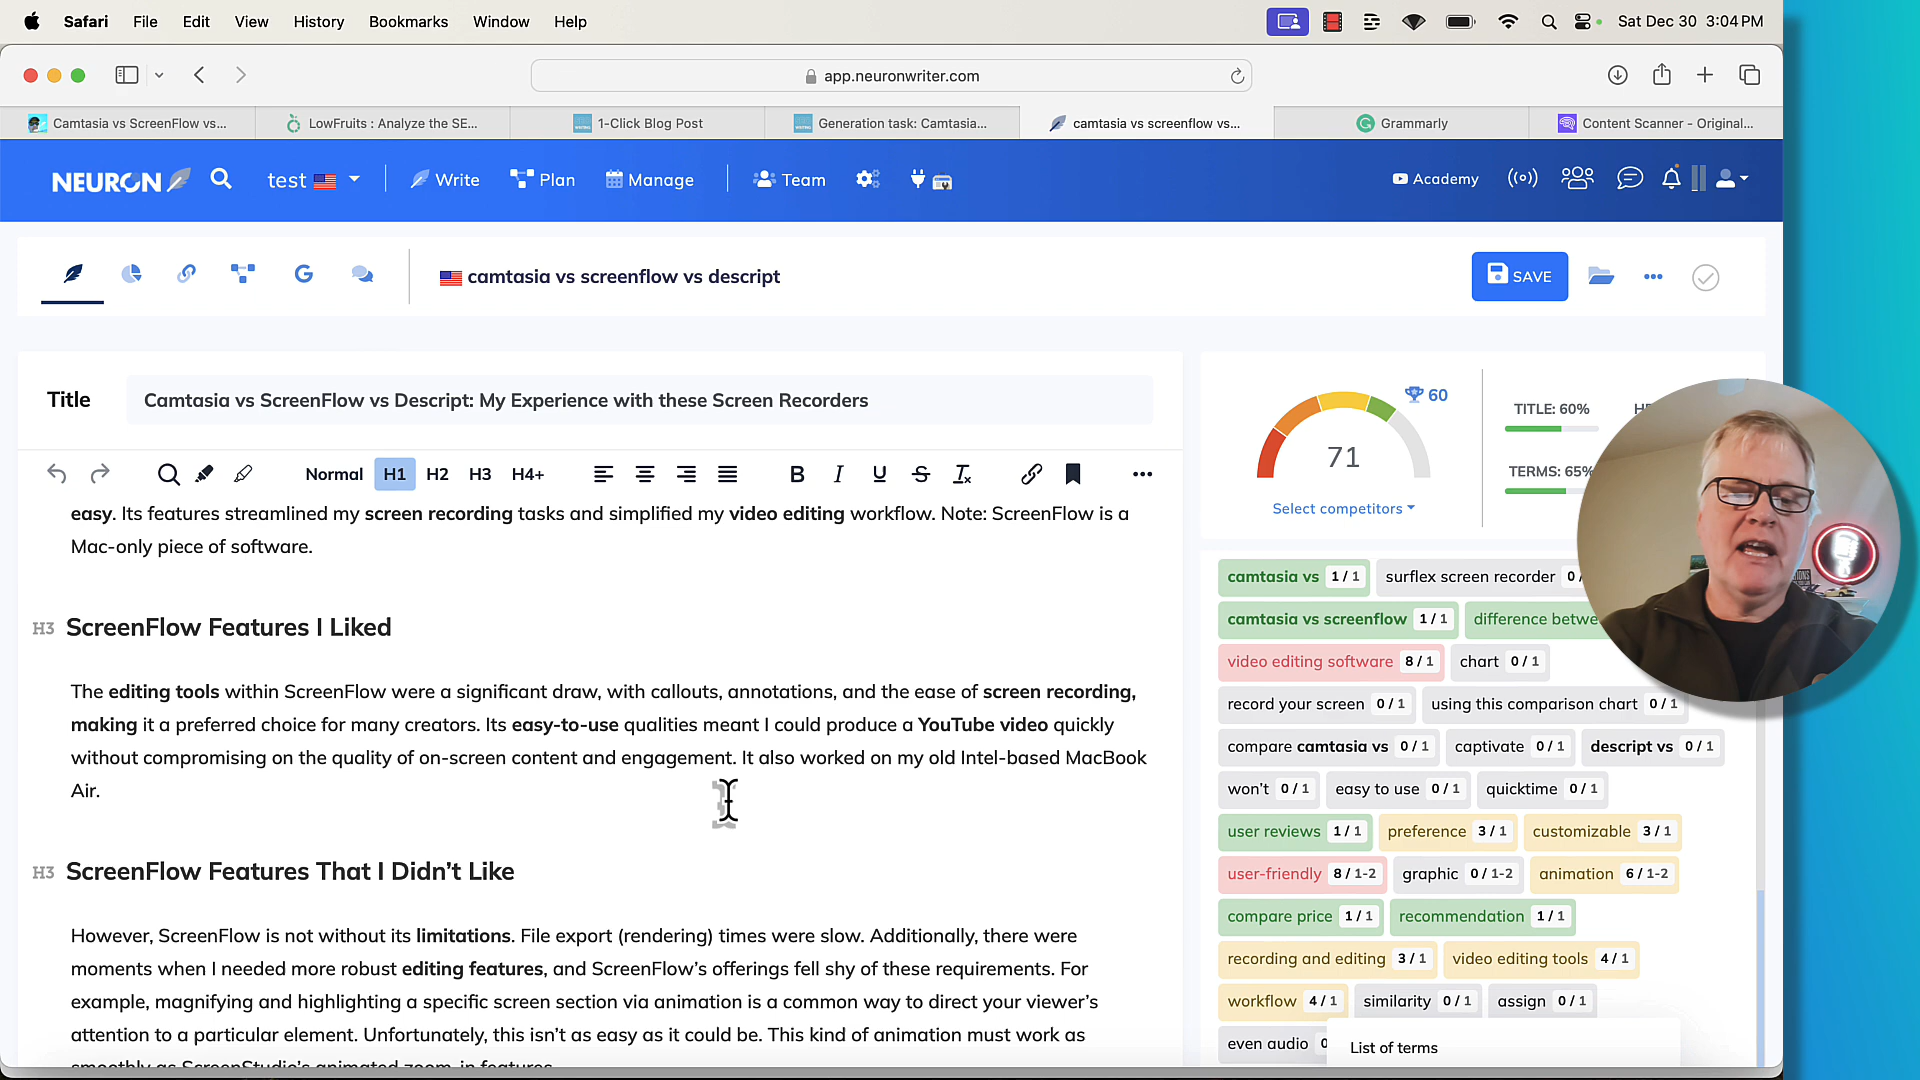 Safari File Edit View History Bookmarks Window Help Sat Dec 30 3:04 PM
app.neuronwriter.com
Camtasia vs ScreenFlow vs... LowFruits : Analyze the SE... 1-Click Blog Post Generation task: Camtasia... camtasia vs screenflow vs... Grammarly Content Scanner - Original...
NEURON test Write Plan Manage Team Academy
camtasia vs screenflow vs descript SAVE
Title Camtasia vs ScreenFlow vs Descript: My Experience with these Screen Recorders
Normal H1 H2 H3 H4+ B I U S Tx
easy. Its features streamlined my screen recording tasks and simplified my video editing workflow. Note: ScreenFlow is a
Mac-only piece of software.
H3 ScreenFlow Features I Liked
The editing tools within ScreenFlow were a significant draw, with callouts, annotations, and the ease of screen recording,
making it a preferred choice for many creators. Its easy-to-use qualities meant I could produce a YouTube video quickly
without compromising on the quality of on-screen content and engagement. It also worked on my old Intel-based MacBook
Air.
H3 ScreenFlow Features That I Didn't Like
However, ScreenFlow is not without its limitations. File export (rendering) times were slow. Additionally, there were
moments when I needed more robust editing features, and ScreenFlow's offerings fell shy of these requirements. For
example, magnifying and highlighting a specific screen section via animation is a common way to direct your viewer's
attention to a particular element. Unfortunately, this isn't as easy as it could be. This kind of animation must work as
smoothly as ScreenStudio's animated zoom-in features.
60
71
Select competitors
TITLE: 60%
TERMS: 65%
camtasia vs 1 / 1 surflex screen recorder 0 /
camtasia vs screenflow 1 / 1 difference betwe
video editing software 8 / 1 chart 0 / 1
record your screen 0 / 1 using this comparison chart 0 / 1
compare camtasia vs 0 / 1 captivate 0 / 1 descript vs 0 / 1
won't 0 / 1 easy to use 0 / 1 quicktime 0 / 1
user reviews 1 / 1 preference 3 / 1 customizable 3 / 1
user-friendly 8 / 1-2 graphic 0 / 1-2 animation 6 / 1-2
compare price 1 / 1 recommendation 1 / 1
recording and editing 3 / 1 video editing tools 4 / 1
workflow 4 / 1 similarity 0 / 1 assign 0 / 1
even audio
List of terms